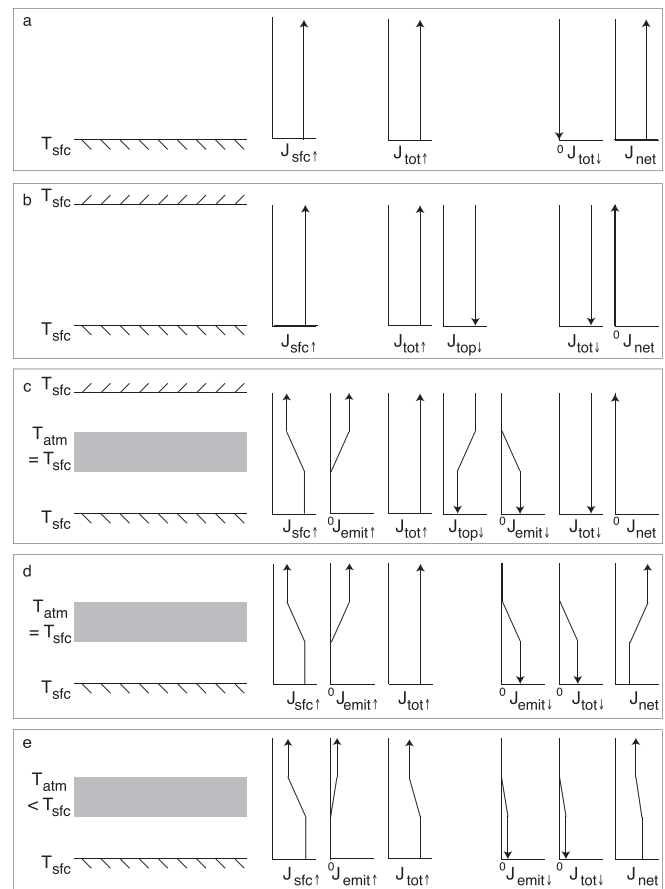 a
T_sfc
J_sfc↑ J_tot↑ 0 J_tot↓ J_net
b T_sfc
T_sfc
J_sfc↑ J_tot↑ J_top↓ J_tot↓ 0 J_net
c T_sfc
T_atm
= T_sfc
T_sfc
J_sfc↑ 0 J_emit↑ J_tot↑ J_top↓ 0 J_emit↓ J_tot↓ 0 J_net
d
T_atm
= T_sfc
T_sfc
J_sfc↑ 0 J_emit↑ J_tot↑ 0 J_emit↓ 0 J_tot↓ J_net
e
T_atm
< T_sfc
T_sfc
J_sfc↑ 0 J_emit↑ J_tot↑ 0 J_emit↓ 0 J_tot↓ J_net